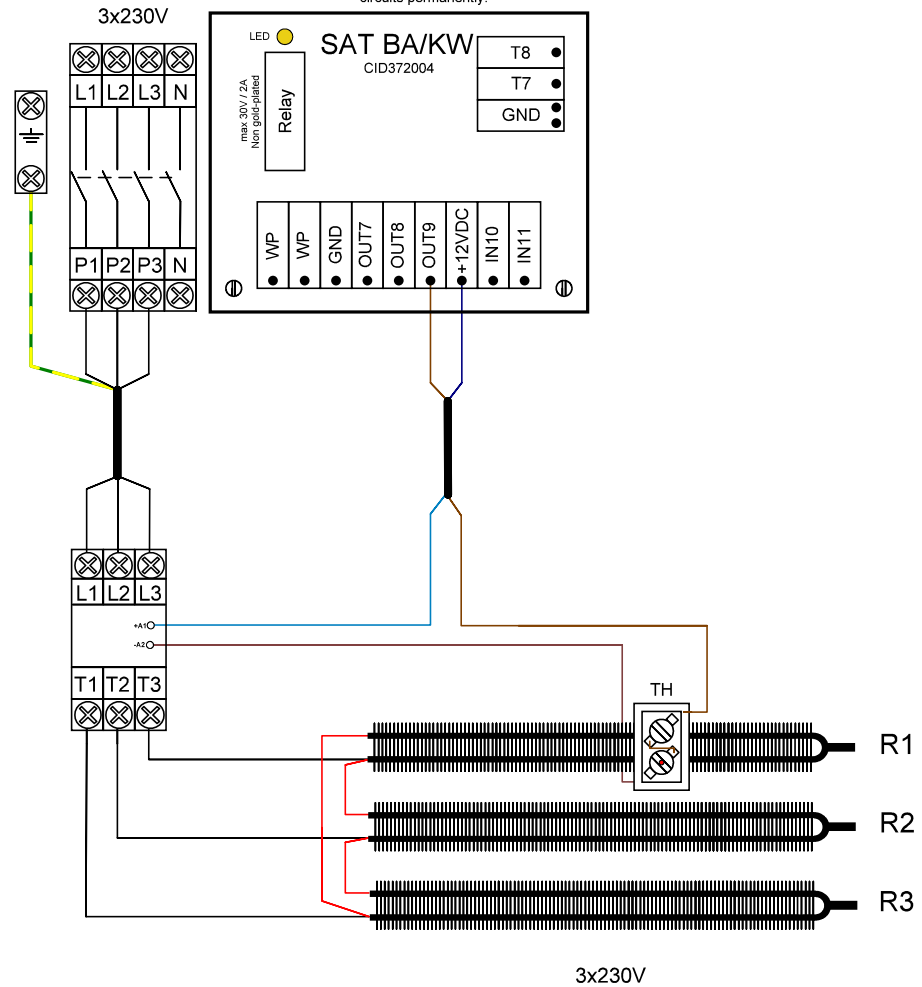 circuits permanently.
3x230V
LED
SAT BA/KW
CID372004
max 30V / 2A
Non gold-plated
Relay
T8
T7
GND
L1 L2 L3 N
WP WP GND OUT7 OUT8 OUT9 +12VDC IN10 IN11
P1 P2 P3 N
L1 L2 L3
+A1
-A2
T1 T2 T3
TH
R1
R2
R3
3x230V